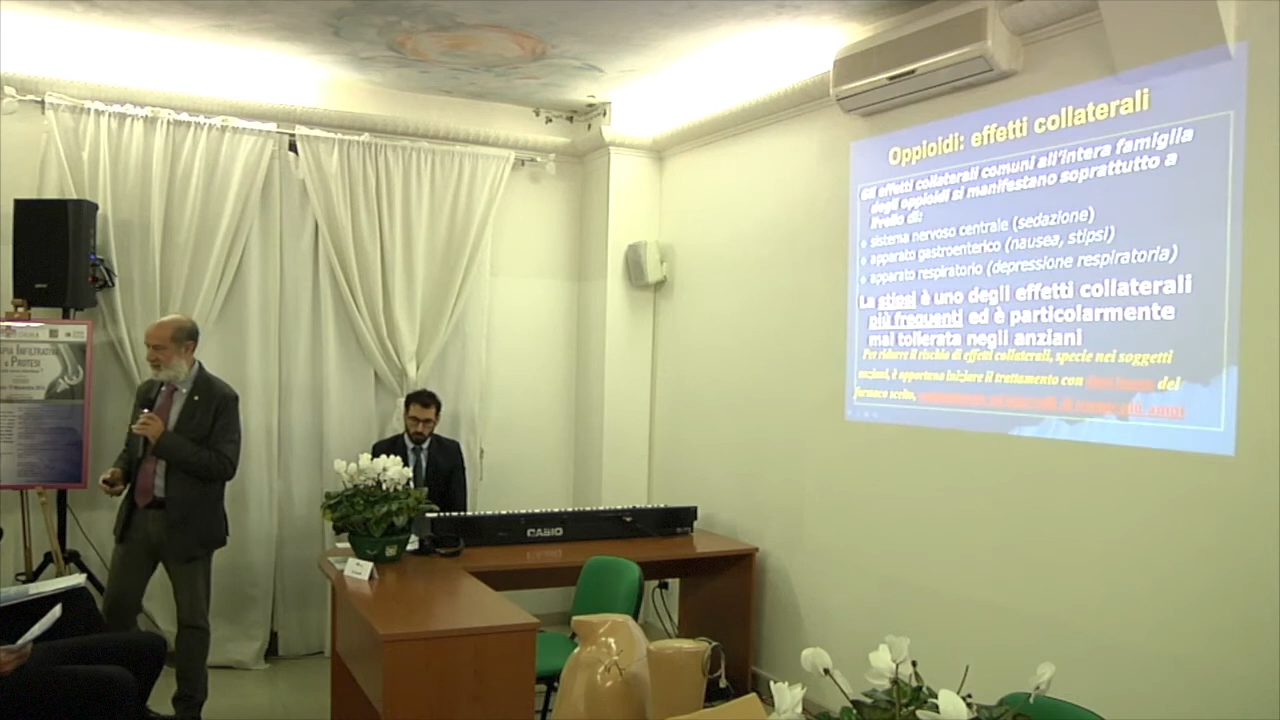 Oppioidi: effetti collaterali
Gli effetti collaterali comuni all'intera famiglia
degli oppioidi si manifestano soprattutto a
livello di:
sistema nervoso centrale (sedazione)
apparato gastroenterico (nausea, stipsi)
apparato respiratorio (depressione respiratoria)
La stipsi è uno degli effetti collaterali
più frequenti ed è particolarmente
mal tollerata negli anziani
Per ridurre il rischio di effetti collaterali, specie nei soggetti
anziani, è opportuno iniziare il trattamento con del
farmaco scelto,
INFILTRATIVA
PROTESI
CASIO